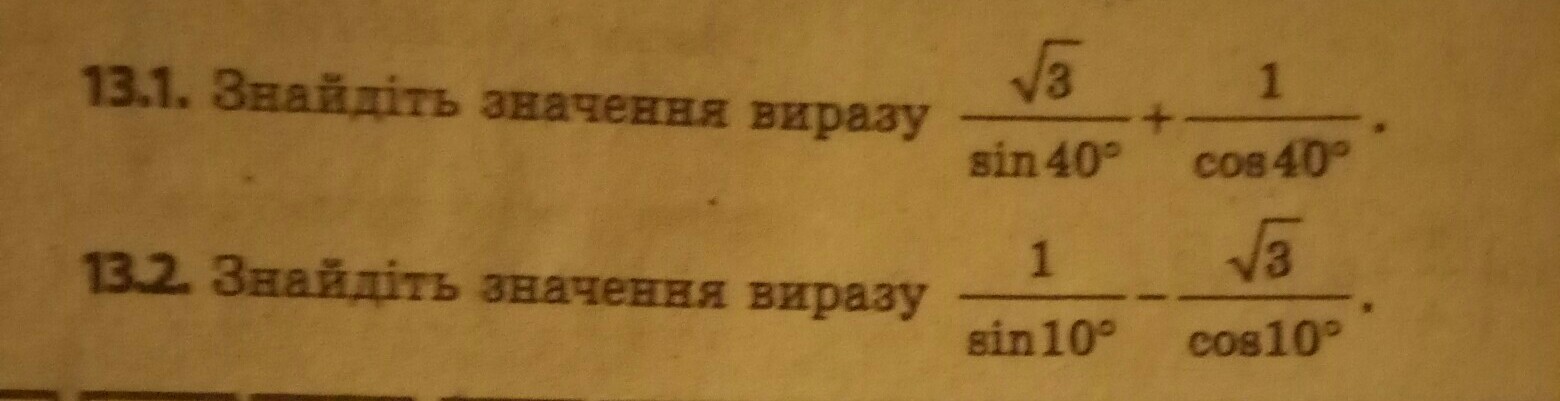 13.1. Знайдіть значення виразу √3/sin 40° + 1/cos 40°.
13.2. Знайдіть значення виразу 1/sin 10° − √3/cos 10°.